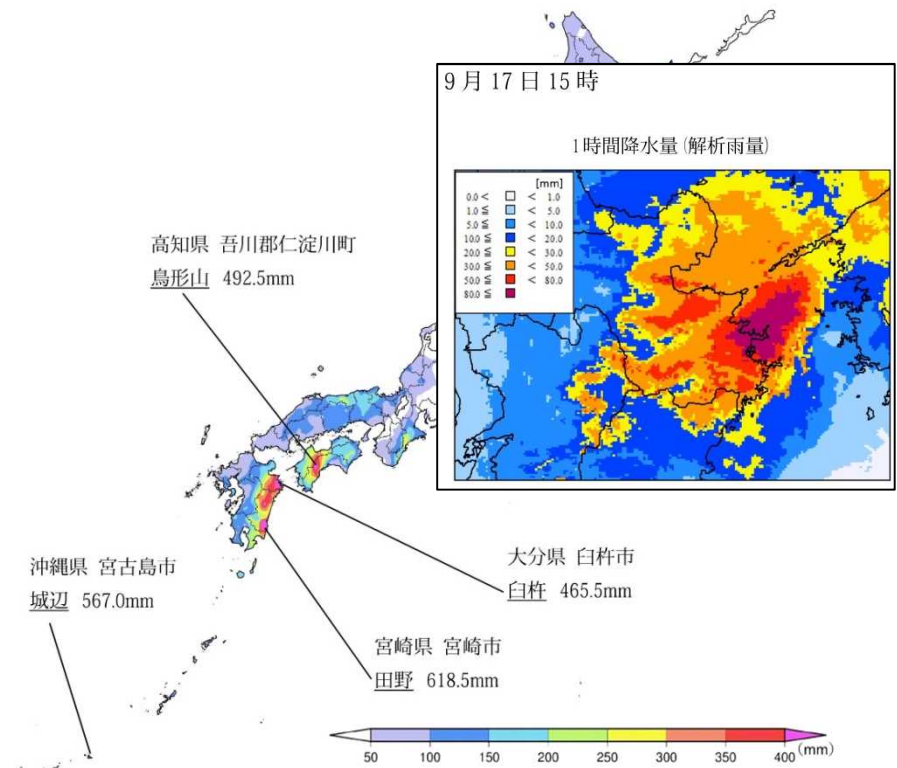 9月17日15時
1時間降水量(解析雨量)
[mm]
0.0 < < 1.0
1.0 ≦ < 5.0
5.0 ≦ < 10.0
10.0 ≦ < 20.0
20.0 ≦ < 30.0
30.0 ≦ < 50.0
50.0 ≦ < 80.0
80.0 ≦
高知県 吾川郡仁淀川町
鳥形山 492.5mm
大分県 臼杵市
臼杵 465.5mm
沖縄県 宮古島市
城辺 567.0mm
宮崎県 宮崎市
田野 618.5mm
50 100 150 200 250 300 350 400 (mm)